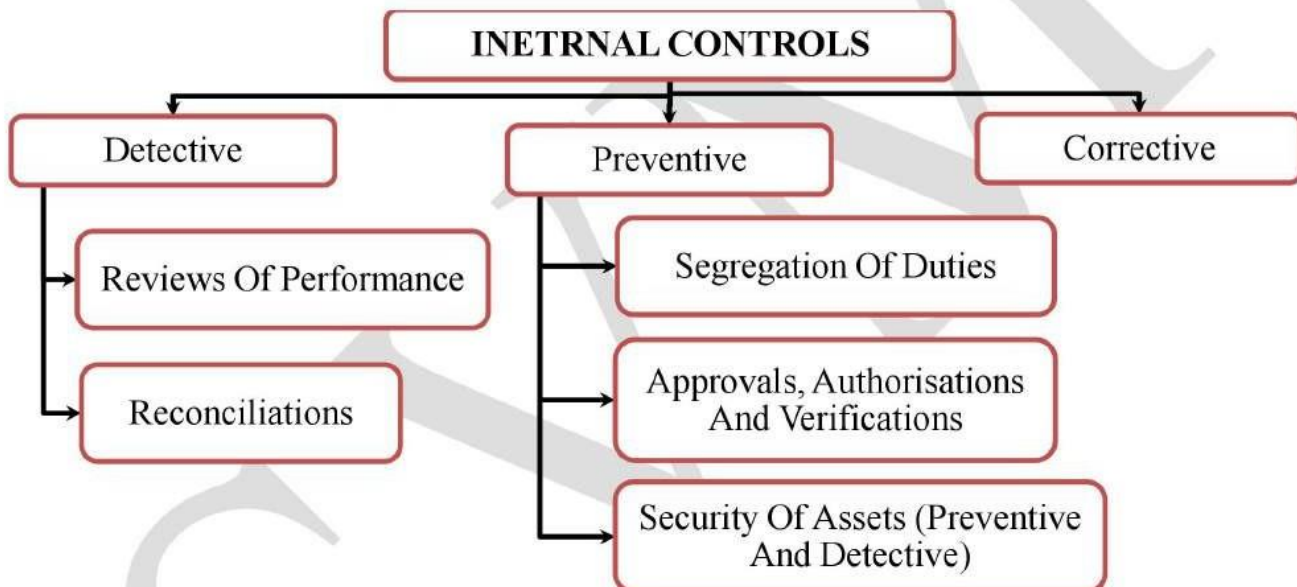 INETRNAL CONTROLS
Detective
Preventive
Corrective
Reviews Of Performance
Segregation Of Duties
Reconciliations
Approvals, Authorisations
And Verifications
Security Of Assets (Preventive
And Detective)